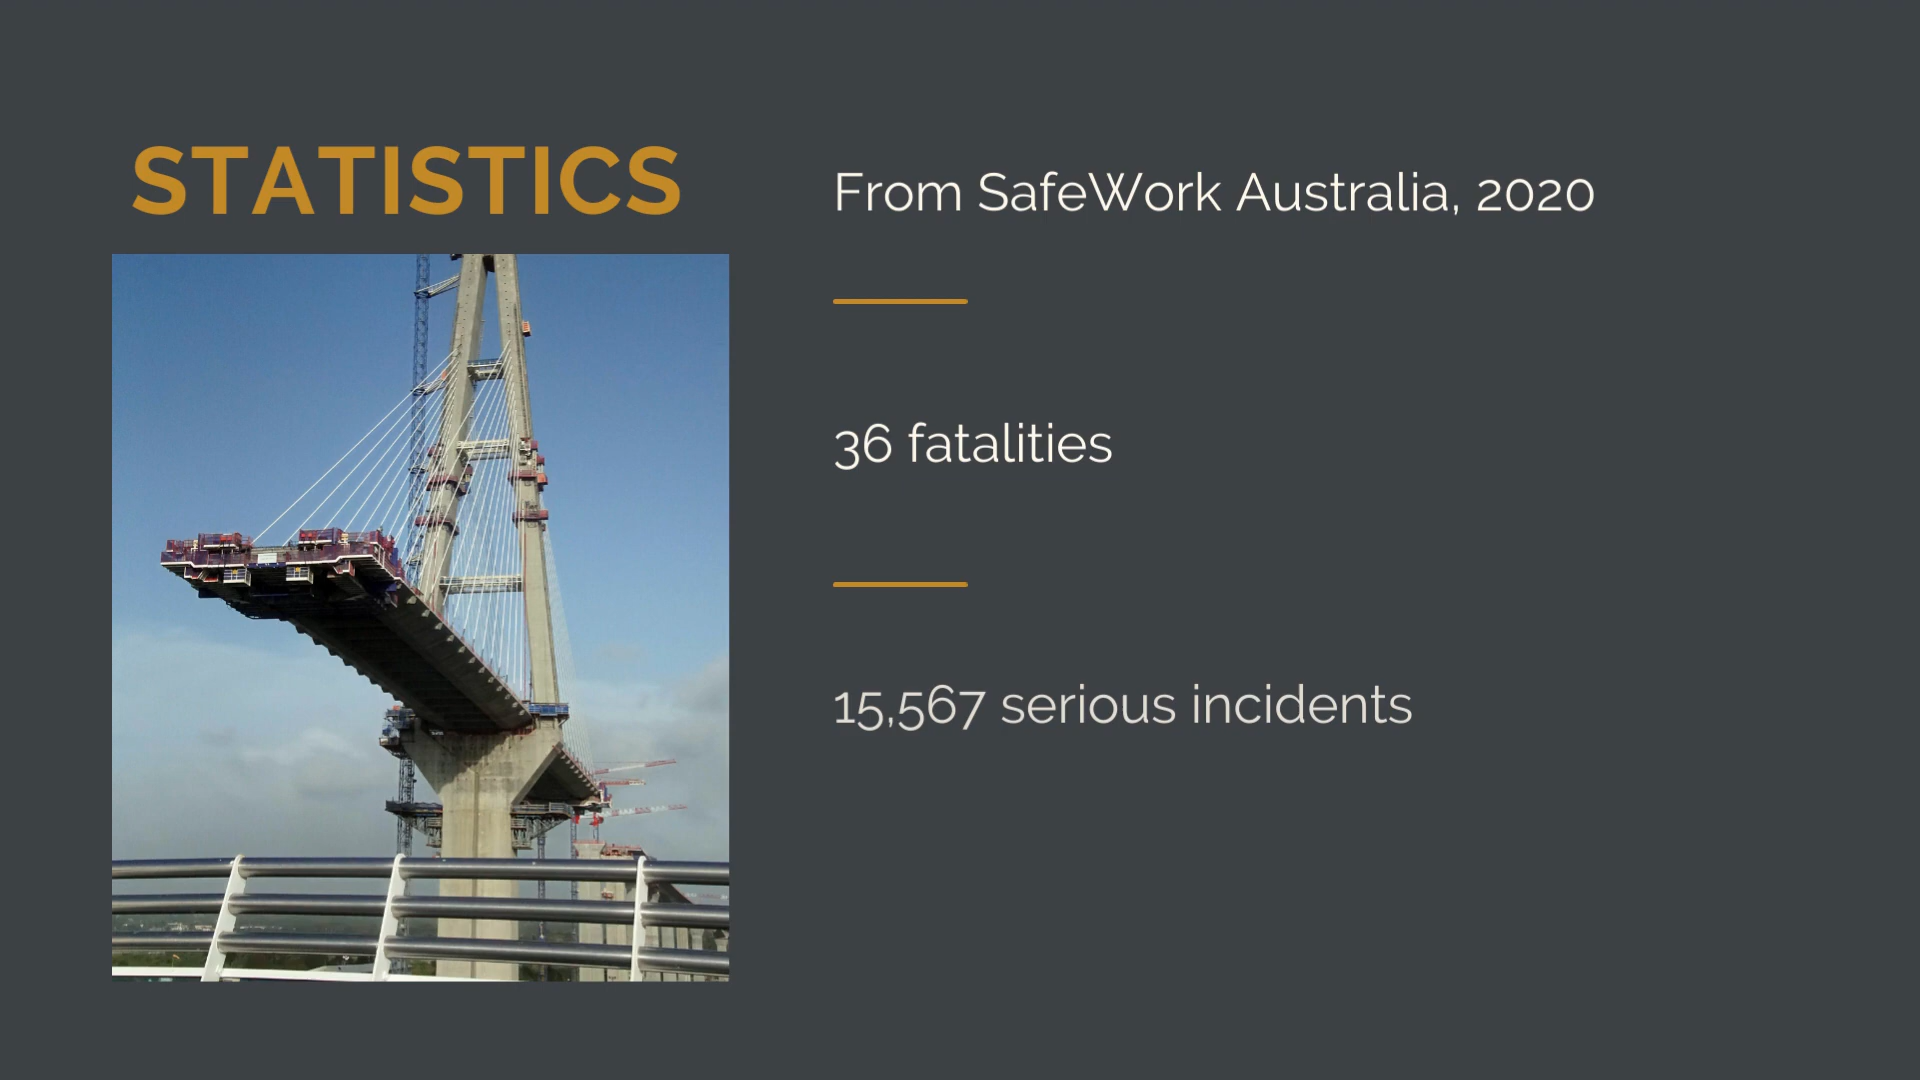 STATISTICS
From SafeWork Australia, 2020
36 fatalities
15,567 serious incidents